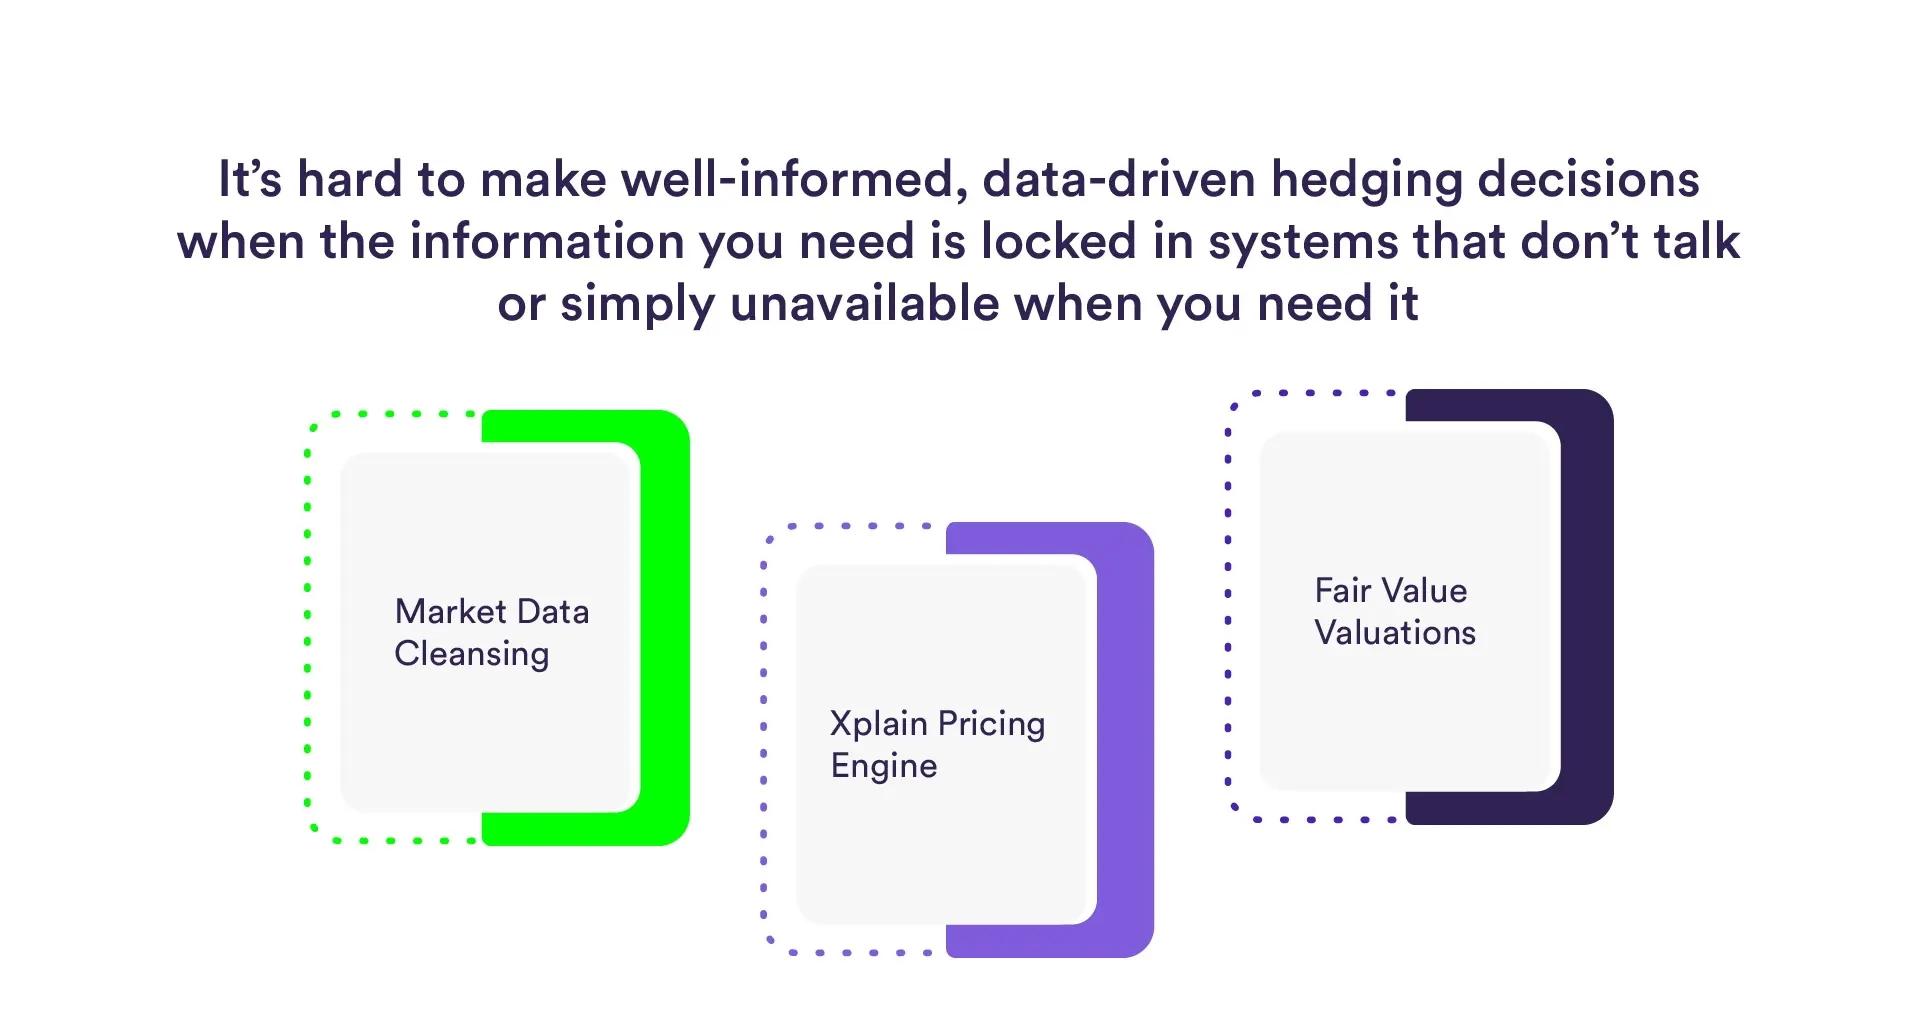 It’s hard to make well-informed, data-driven hedging decisions
when the information you need is locked in systems that don’t talk
or simply unavailable when you need it
Market Data
Cleansing
Xplain Pricing
Engine
Fair Value
Valuations